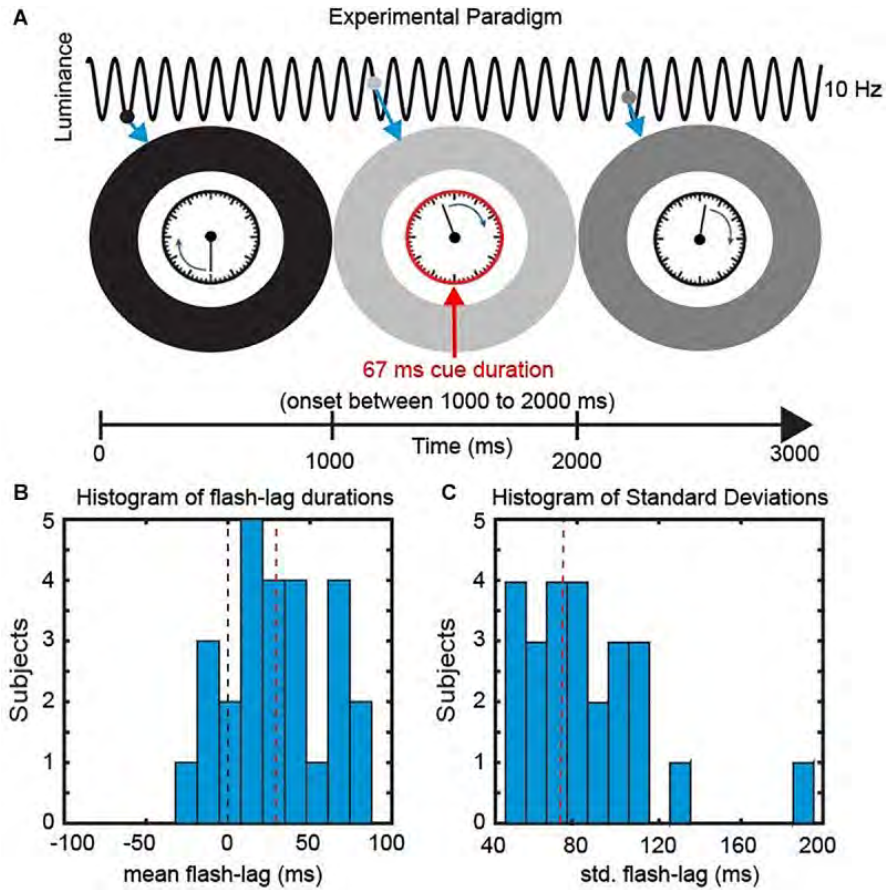 A
Experimental Paradigm
Luminance
10 Hz
67 ms cue duration
(onset between 1000 to 2000 ms)
Time (ms)
0
1000
2000
3000
B
Histogram of flash-lag durations
Subjects
5
4
3
2
1
0
-100 -50 0 50 100
mean flash-lag (ms)
C
Histogram of Standard Deviations
Subjects
5
4
3
2
1
0
40 80 120 160 200
std. flash-lag (ms)